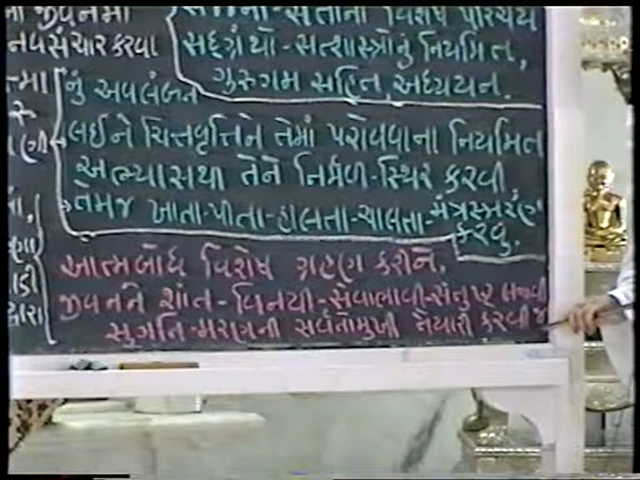 જીવનમાં
સંતોના વિશેષ પરિચય
નવસંચાર કરવા
સદ્ગ્રંથો - સત્શાસ્ત્રોનું નિયમિત,
ગુરુગમ સહિત, અધ્યયન.
નું અવલંબન
લઈને ચિત્તવૃત્તિને તેમાં પરોવવાના નિયમિત
અભ્યાસથી તેને નિર્મળ-સ્થિર કરવી.
તેમજ ખાતા-પીતા-હાલતા-ચાલતા-મંત્રસ્મરણ
કરવુ.
આત્મબોધ વિશેષ ગ્રહણ કરીને,
જીવનને શાંત-વિનયી-સેવાભાવી-સંતુષ્ટ
સુગતિ-મરણની સર્વતોમુખી તૈયારી કરવી